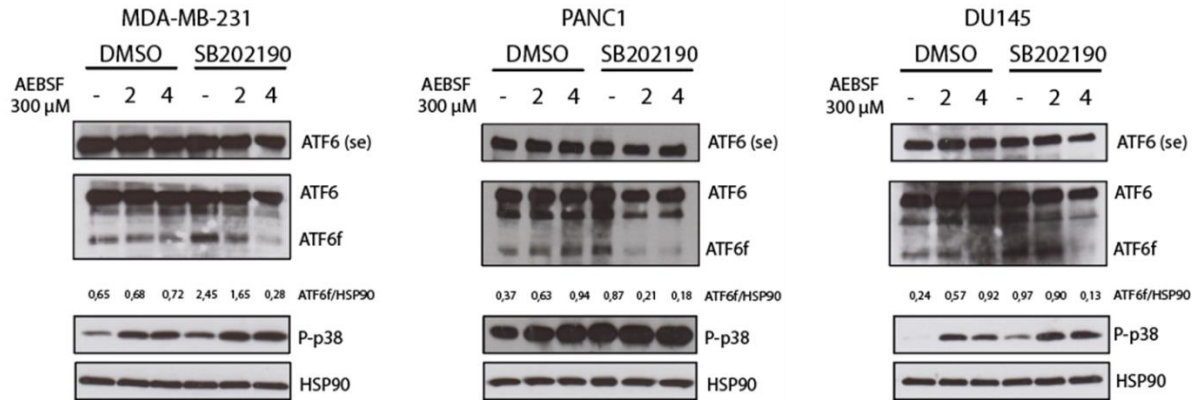 MDA-MB-231
DMSO SB202190
AEBSF
300 µM
- 2 4 - 2 4
ATF6 (se)
ATF6
ATF6f
0,65 0,68 0,72 2,45 1,65 0,28 ATF6f/HSP90
P-p38
HSP90
PANC1
DMSO SB202190
AEBSF
300 µM
- 2 4 - 2 4
ATF6 (se)
ATF6
ATF6f
0,37 0,63 0,94 0,87 0,21 0,18 ATF6f/HSP90
P-p38
HSP90
DU145
DMSO SB202190
AEBSF
300 µM
- 2 4 - 2 4
ATF6 (se)
ATF6
ATF6f
0,24 0,57 0,92 0,97 0,90 0,13 ATF6f/HSP90
P-p38
HSP90